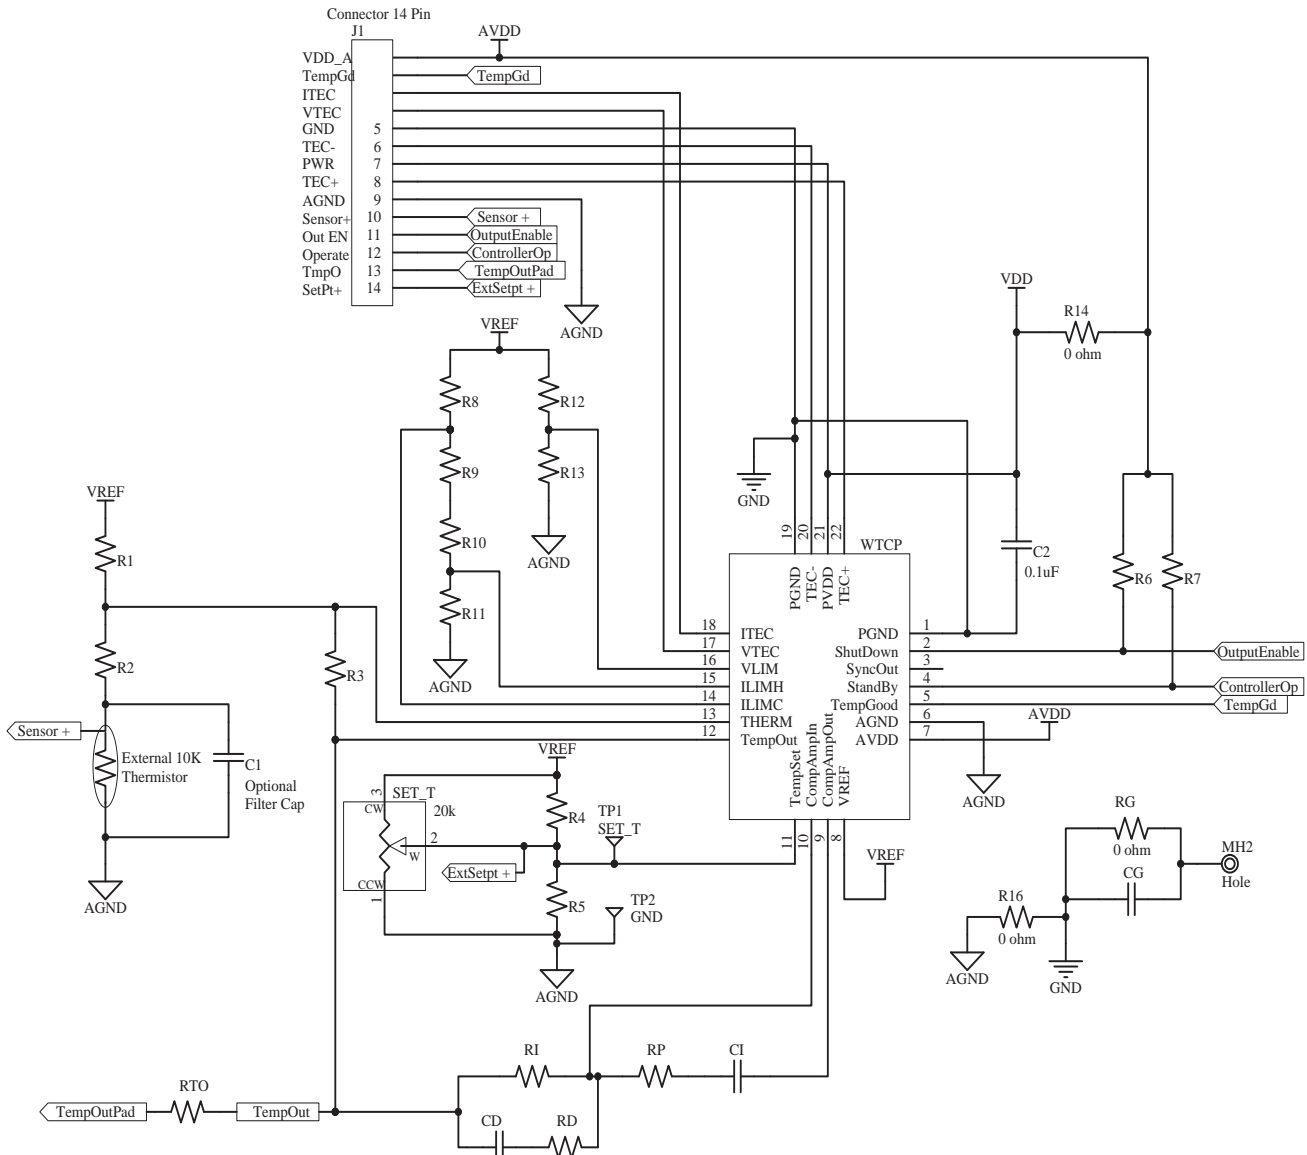 Connector 14 Pin
J1
AVDD
VDD_A
TempGd
TempGd
ITEC
VTEC
GND 5
TEC- 6
PWR 7
TEC+ 8
AGND 9
Sensor+ 10 Sensor +
Out EN 11 OutputEnable
Operate 12 ControllerOp
TmpO 13 TempOutPad
SetPt+ 14 ExtSetpt +
AGND
VREF
VDD
R14
0 ohm
R8
R12
R9
R13
R10
R11
AGND
AGND
GND
VREF
R1
R2
R3
Sensor +
External 10K
Thermistor
C1
Optional
Filter Cap
AGND
C2
0.1uF
R6
R7
WTCP
19 20 21 22
PGND TEC- PVDD TEC+
18 ITEC
17 VTEC
16 VLIM
15 ILIMH
14 ILIMC
13 THERM
12 TempOut
PGND 1
ShutDown 2
SyncOut 3
StandBy 4
TempGood 5
AGND 6
AVDD 7
TempSet CompAmpIn CompAmpOut VREF
11 10 9 8
OutputEnable
ControllerOp
TempGd
AVDD
AGND
VREF
VREF
SET_T
20k
3
CW
W
2
CCW
1
ExtSetpt +
R4
R5
TP1
SET_T
TP2
GND
AGND
RG
0 ohm
CG
MH2
Hole
R16
0 ohm
AGND
GND
RI
RP
CI
CD
RD
TempOutPad
RTO
TempOut